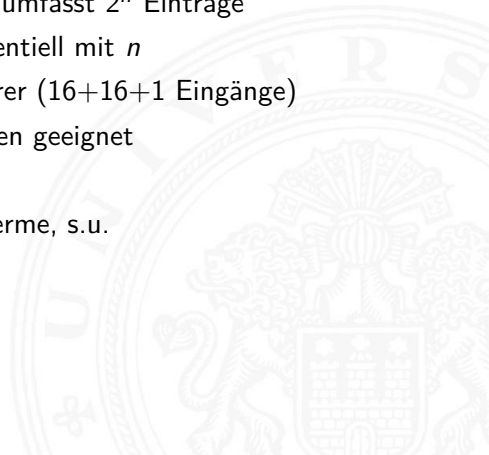 umfasst 2ⁿ Einträge
entiell mit n
rer (16+16+1 Eingänge)
en geeignet
erme, s.u.
U N I V E R S